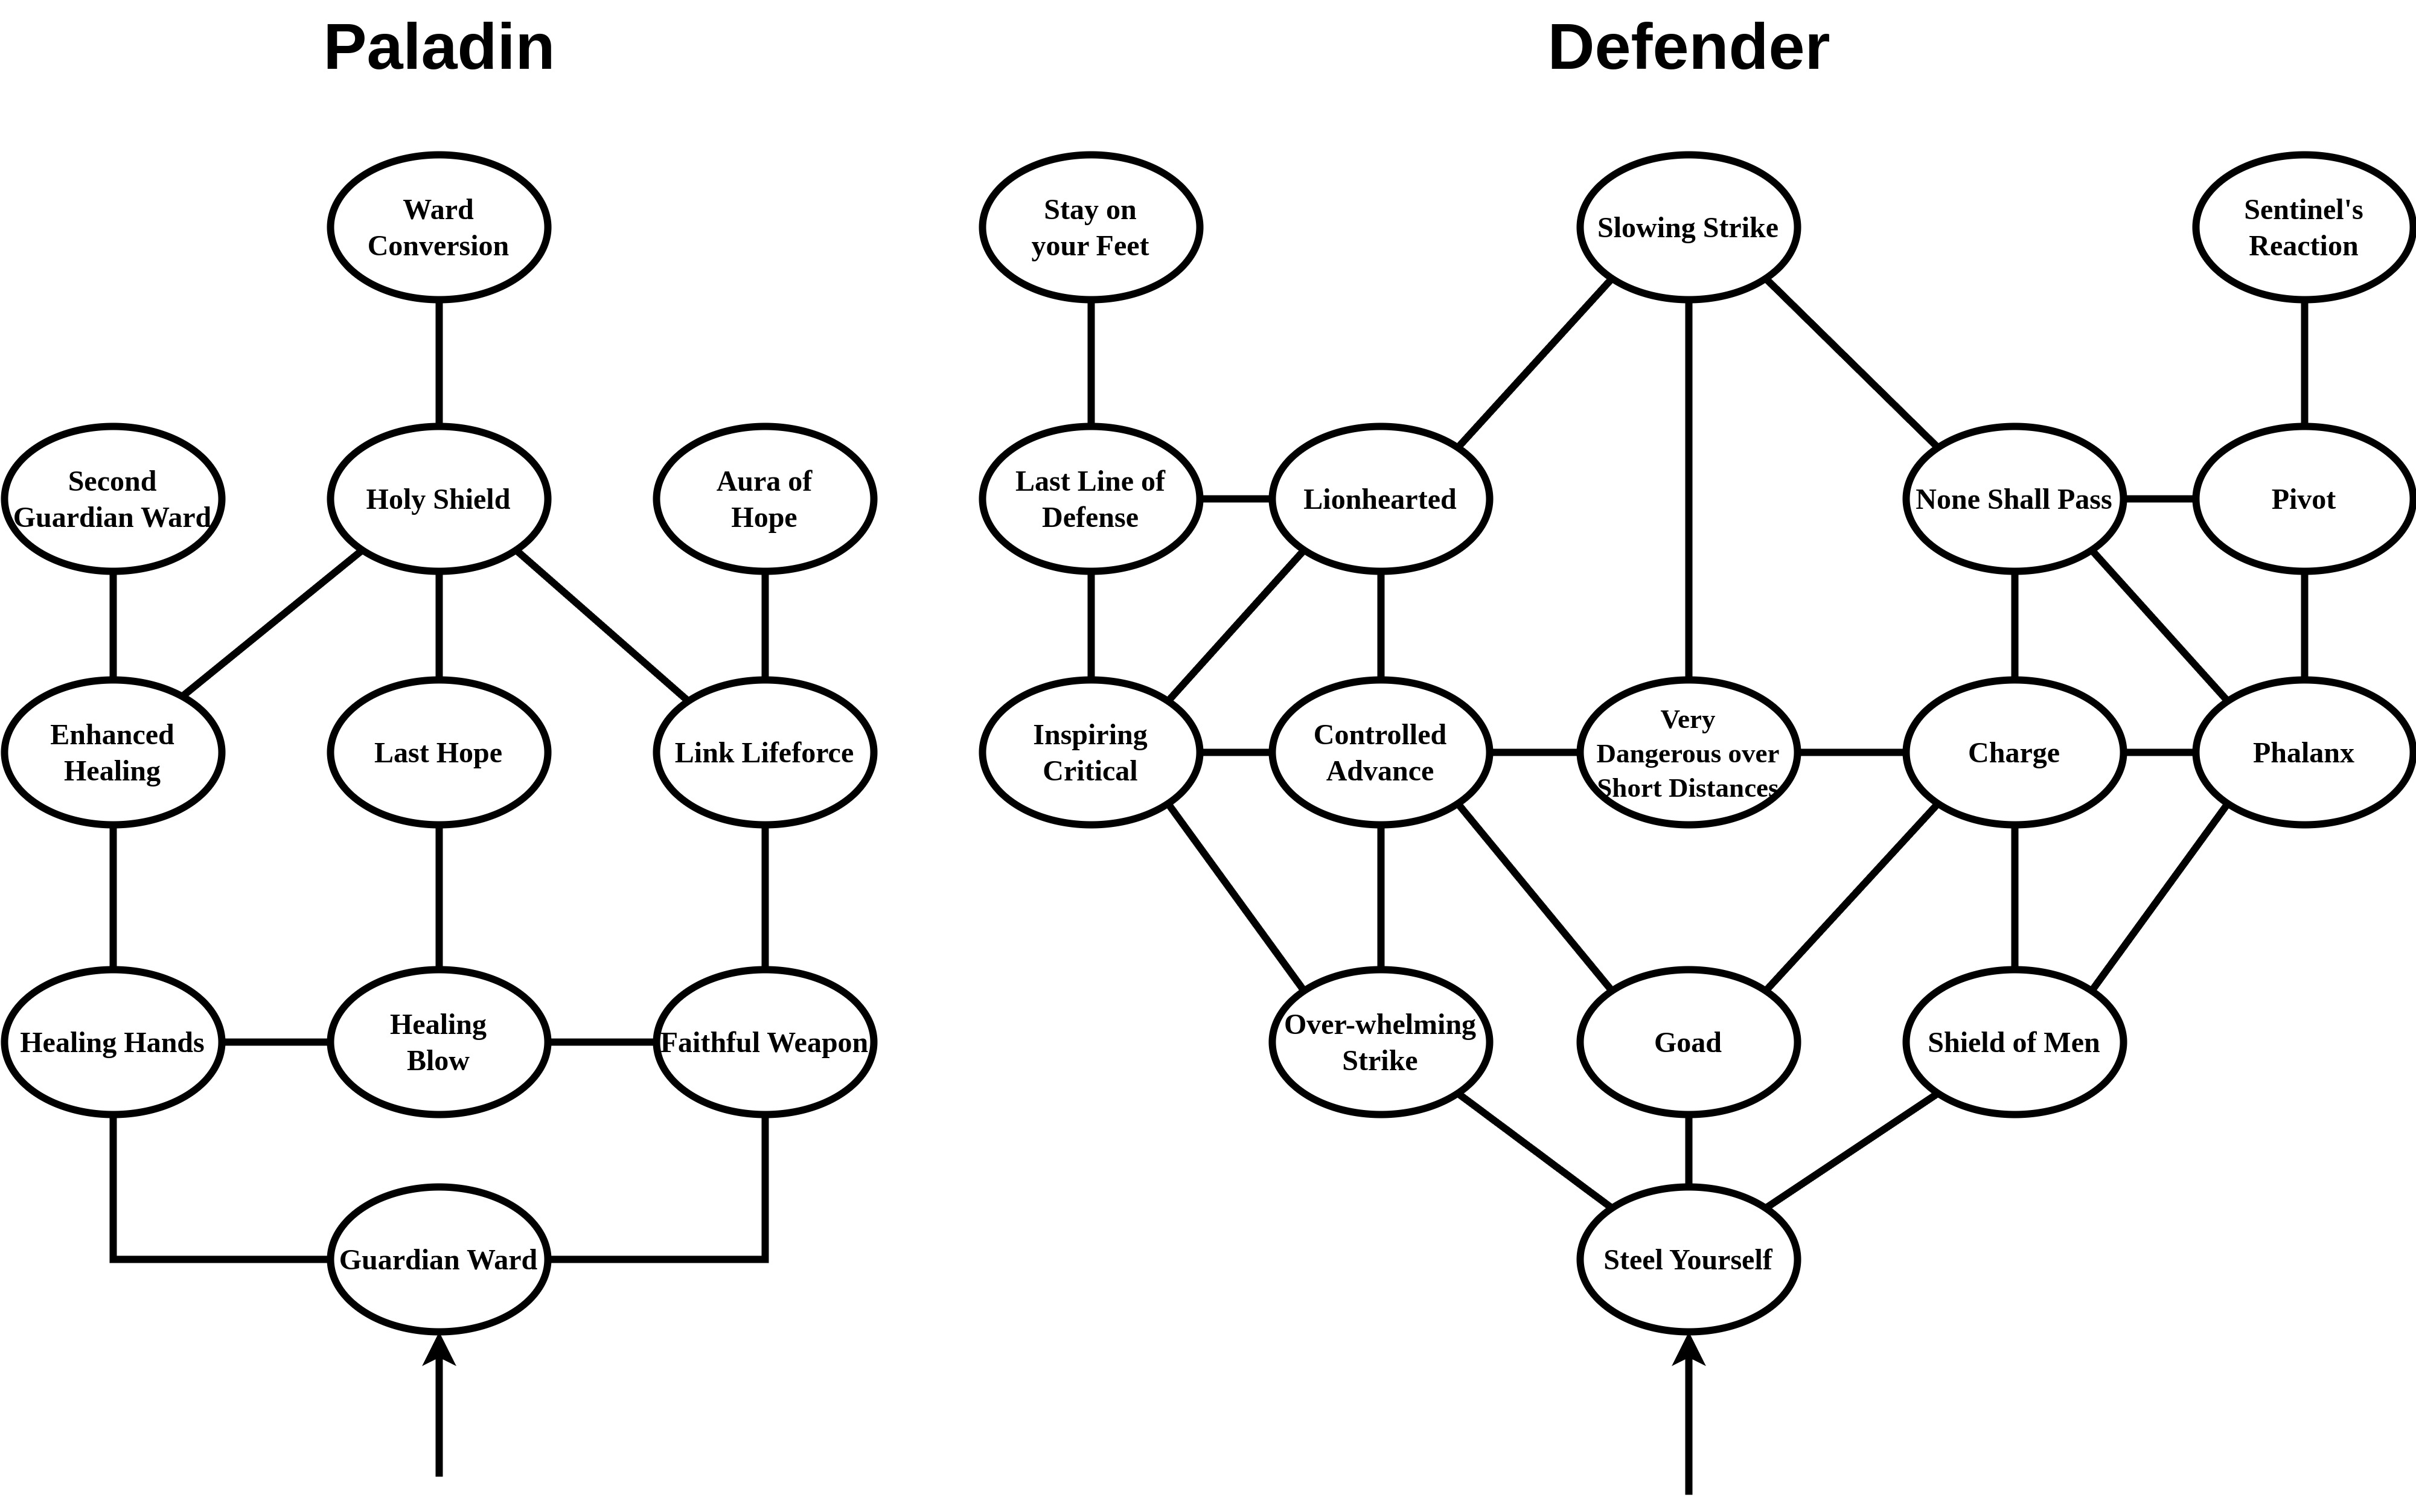 Paladin
Defender
Ward
Conversion
Stay on
your Feet
Slowing Strike
Sentinel's
Reaction
Second
Guardian Ward
Holy Shield
Aura of
Hope
Last Line of
Defense
Lionhearted
None Shall Pass
Pivot
Enhanced
Healing
Last Hope
Link Lifeforce
Inspiring
Critical
Controlled
Advance
Very
Dangerous over
Short Distances
Charge
Phalanx
Healing Hands
Healing
Blow
Faithful Weapon
Over-whelming
Strike
Goad
Shield of Men
Guardian Ward
Steel Yourself